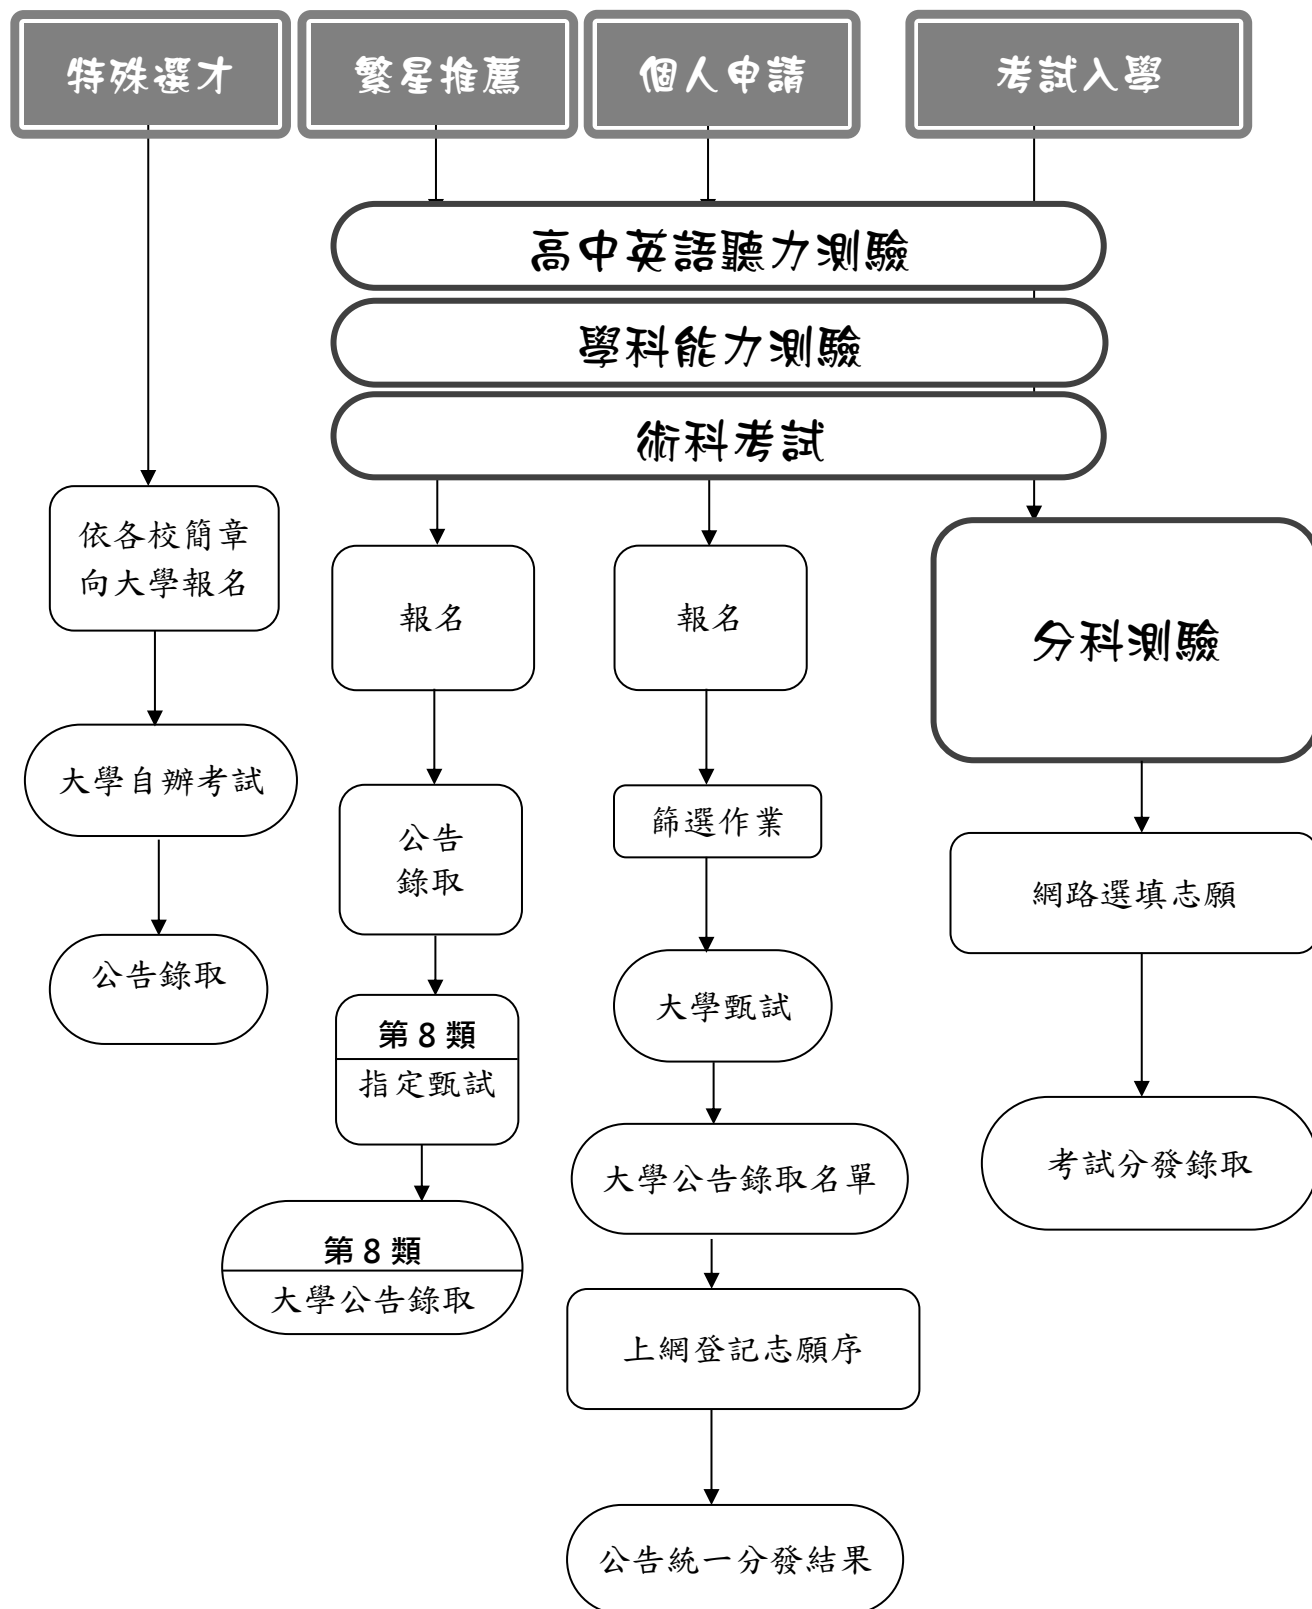 特殊選才
繁星推薦
個人申請
考試入學
高中英語聽力測驗
學科能力測驗
術科考試
依各校簡章
向大學報名
大學自辦考試
公告錄取
報名
公告
錄取
第 8 類
指定甄試
第 8 類
大學公告錄取
報名
篩選作業
大學甄試
大學公告錄取名單
上網登記志願序
公告統一分發結果
分科測驗
網路選填志願
考試分發錄取